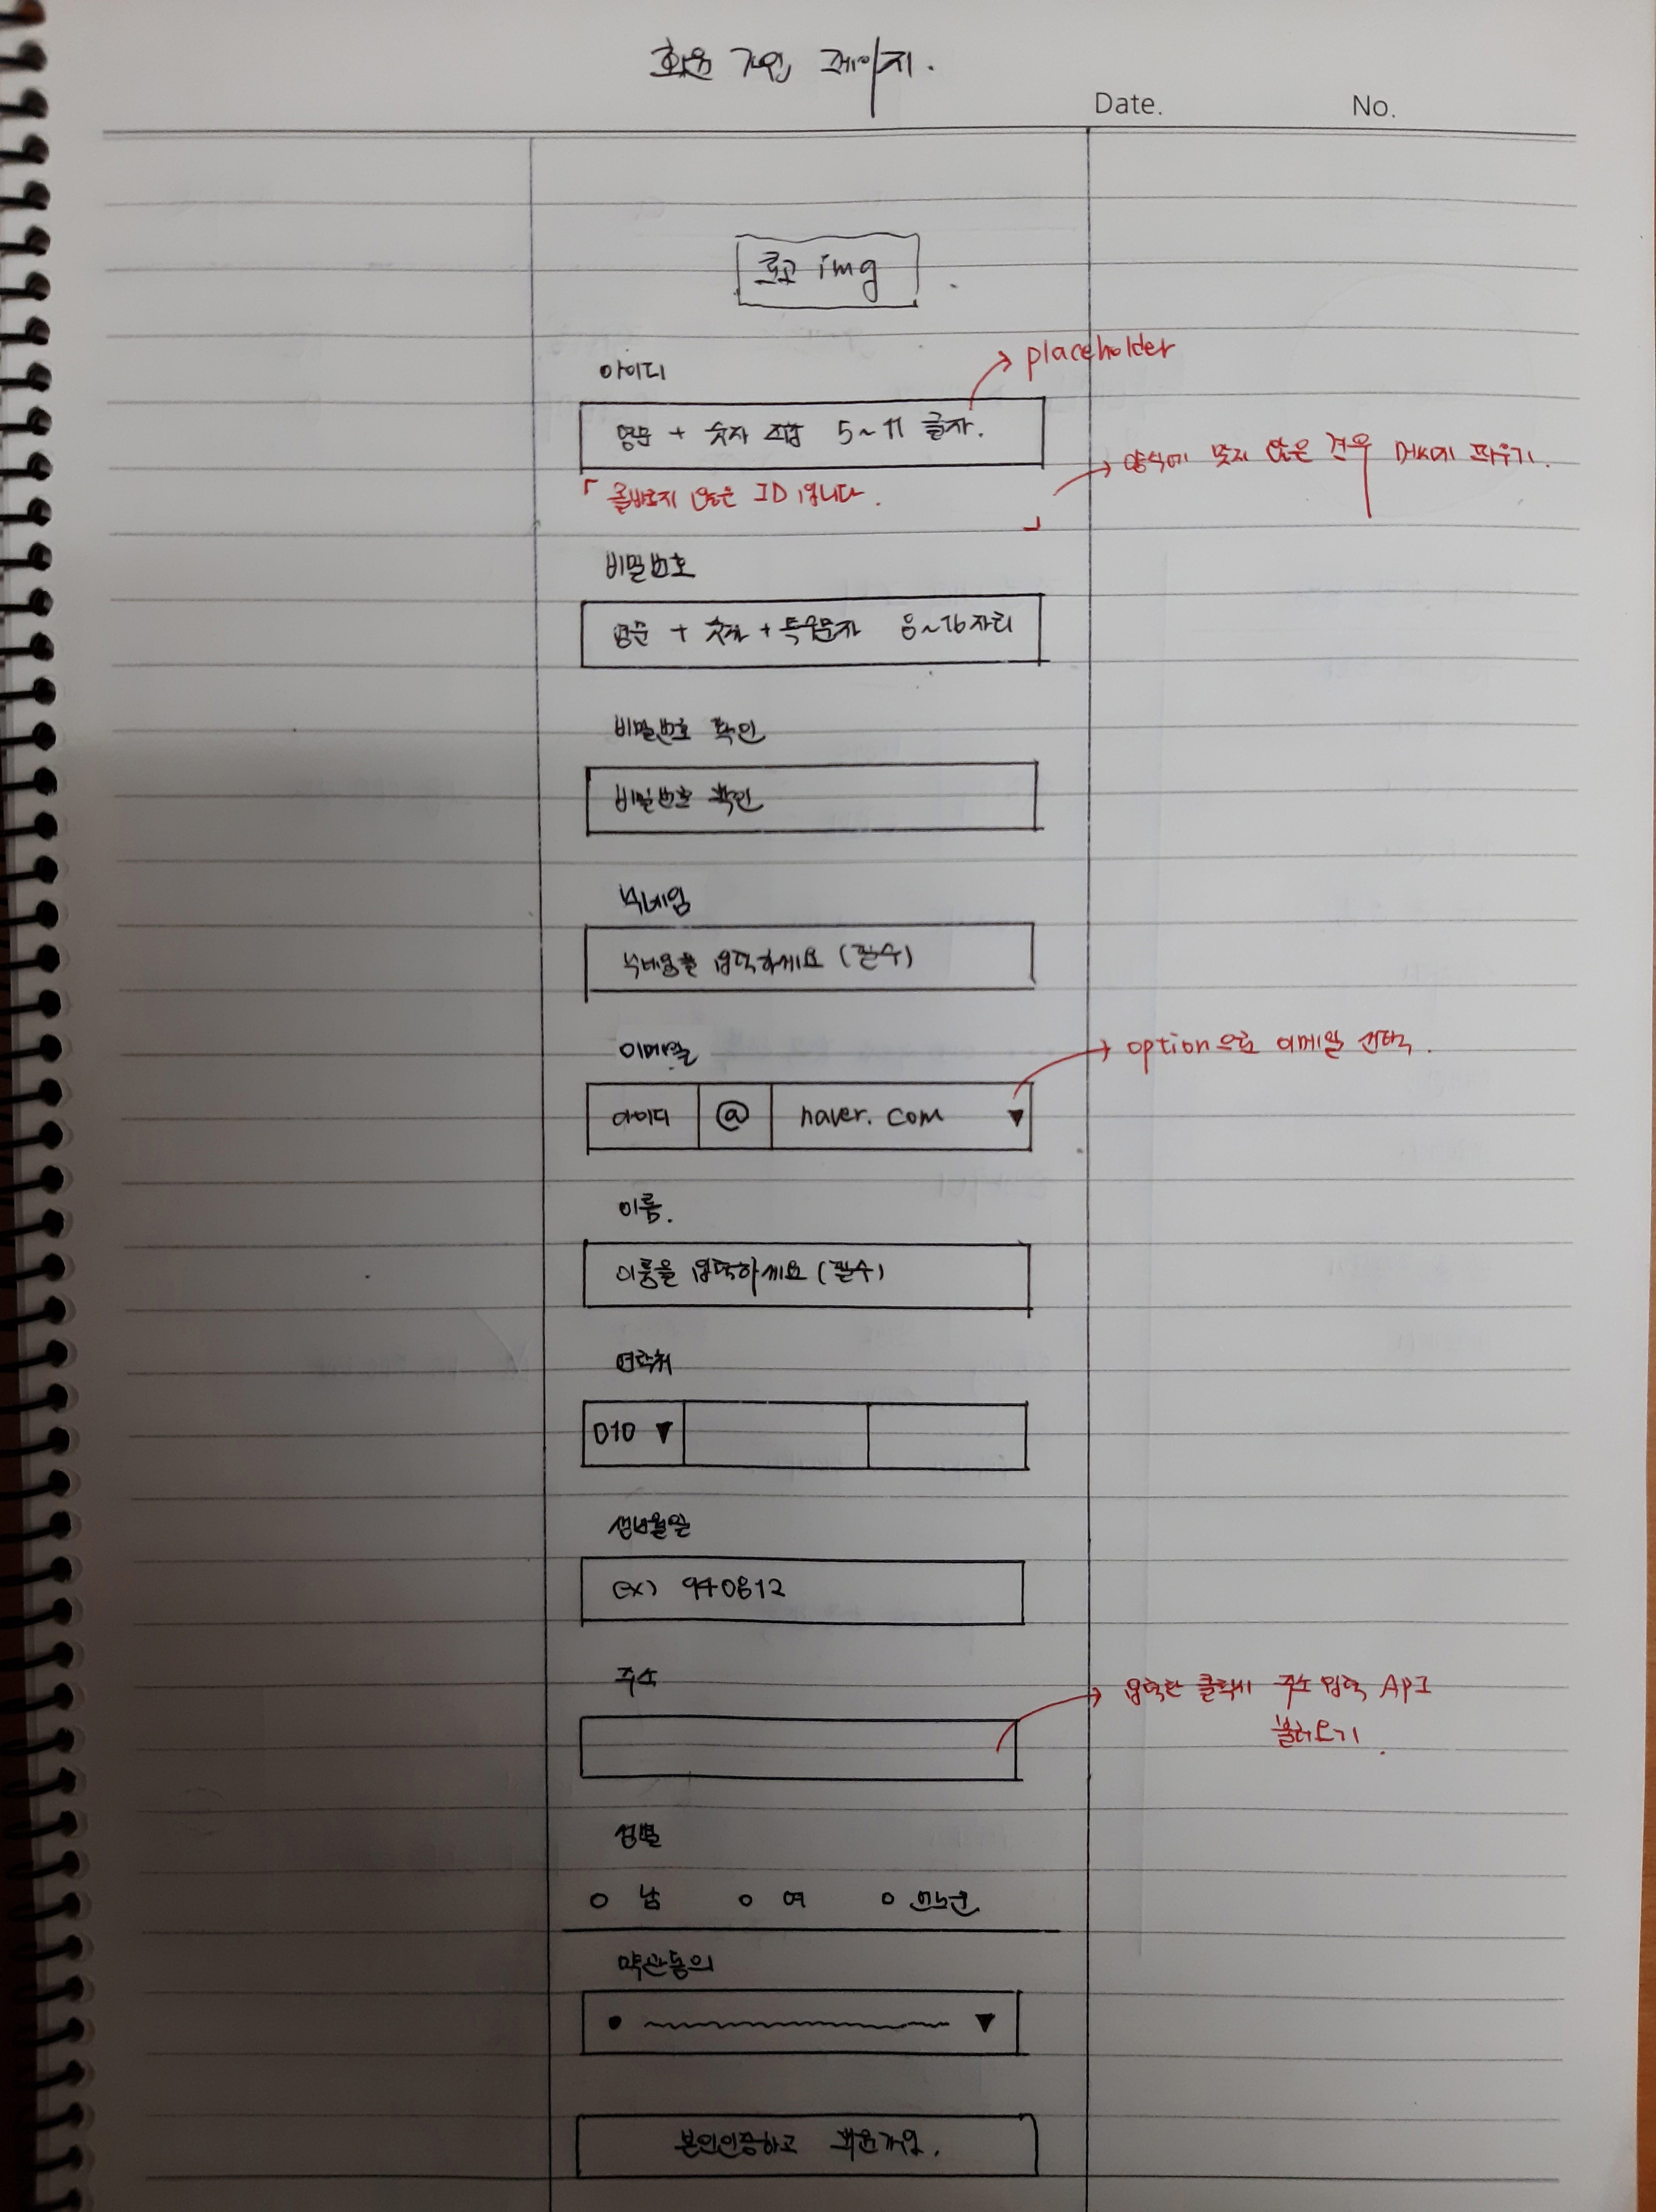 회원 가입 페이지.
Date. No.
로고 img
아이디
placeholder
영문 + 숫자 조합 5~11 글자.
양식에 맞지 않은 경우 메세지 띄우기.
「올바르지 않은 ID입니다. 」
비밀번호
영문 + 숫자 + 특수문자 8~16자리
비밀번호 확인
비밀번호 확인
닉네임
닉네임을 입력하세요 (필수)
이메일
option으로 이메일 선택.
아이디 @ naver.com ▼
이름.
이름을 입력하세요 (필수)
연락처
010 ▼
생년월일
ex) 940812
주소
입력란 클릭시 주소 입력 API
불러오기.
성별
남 여
약관동의
▼
본인인증하고 회원가입.